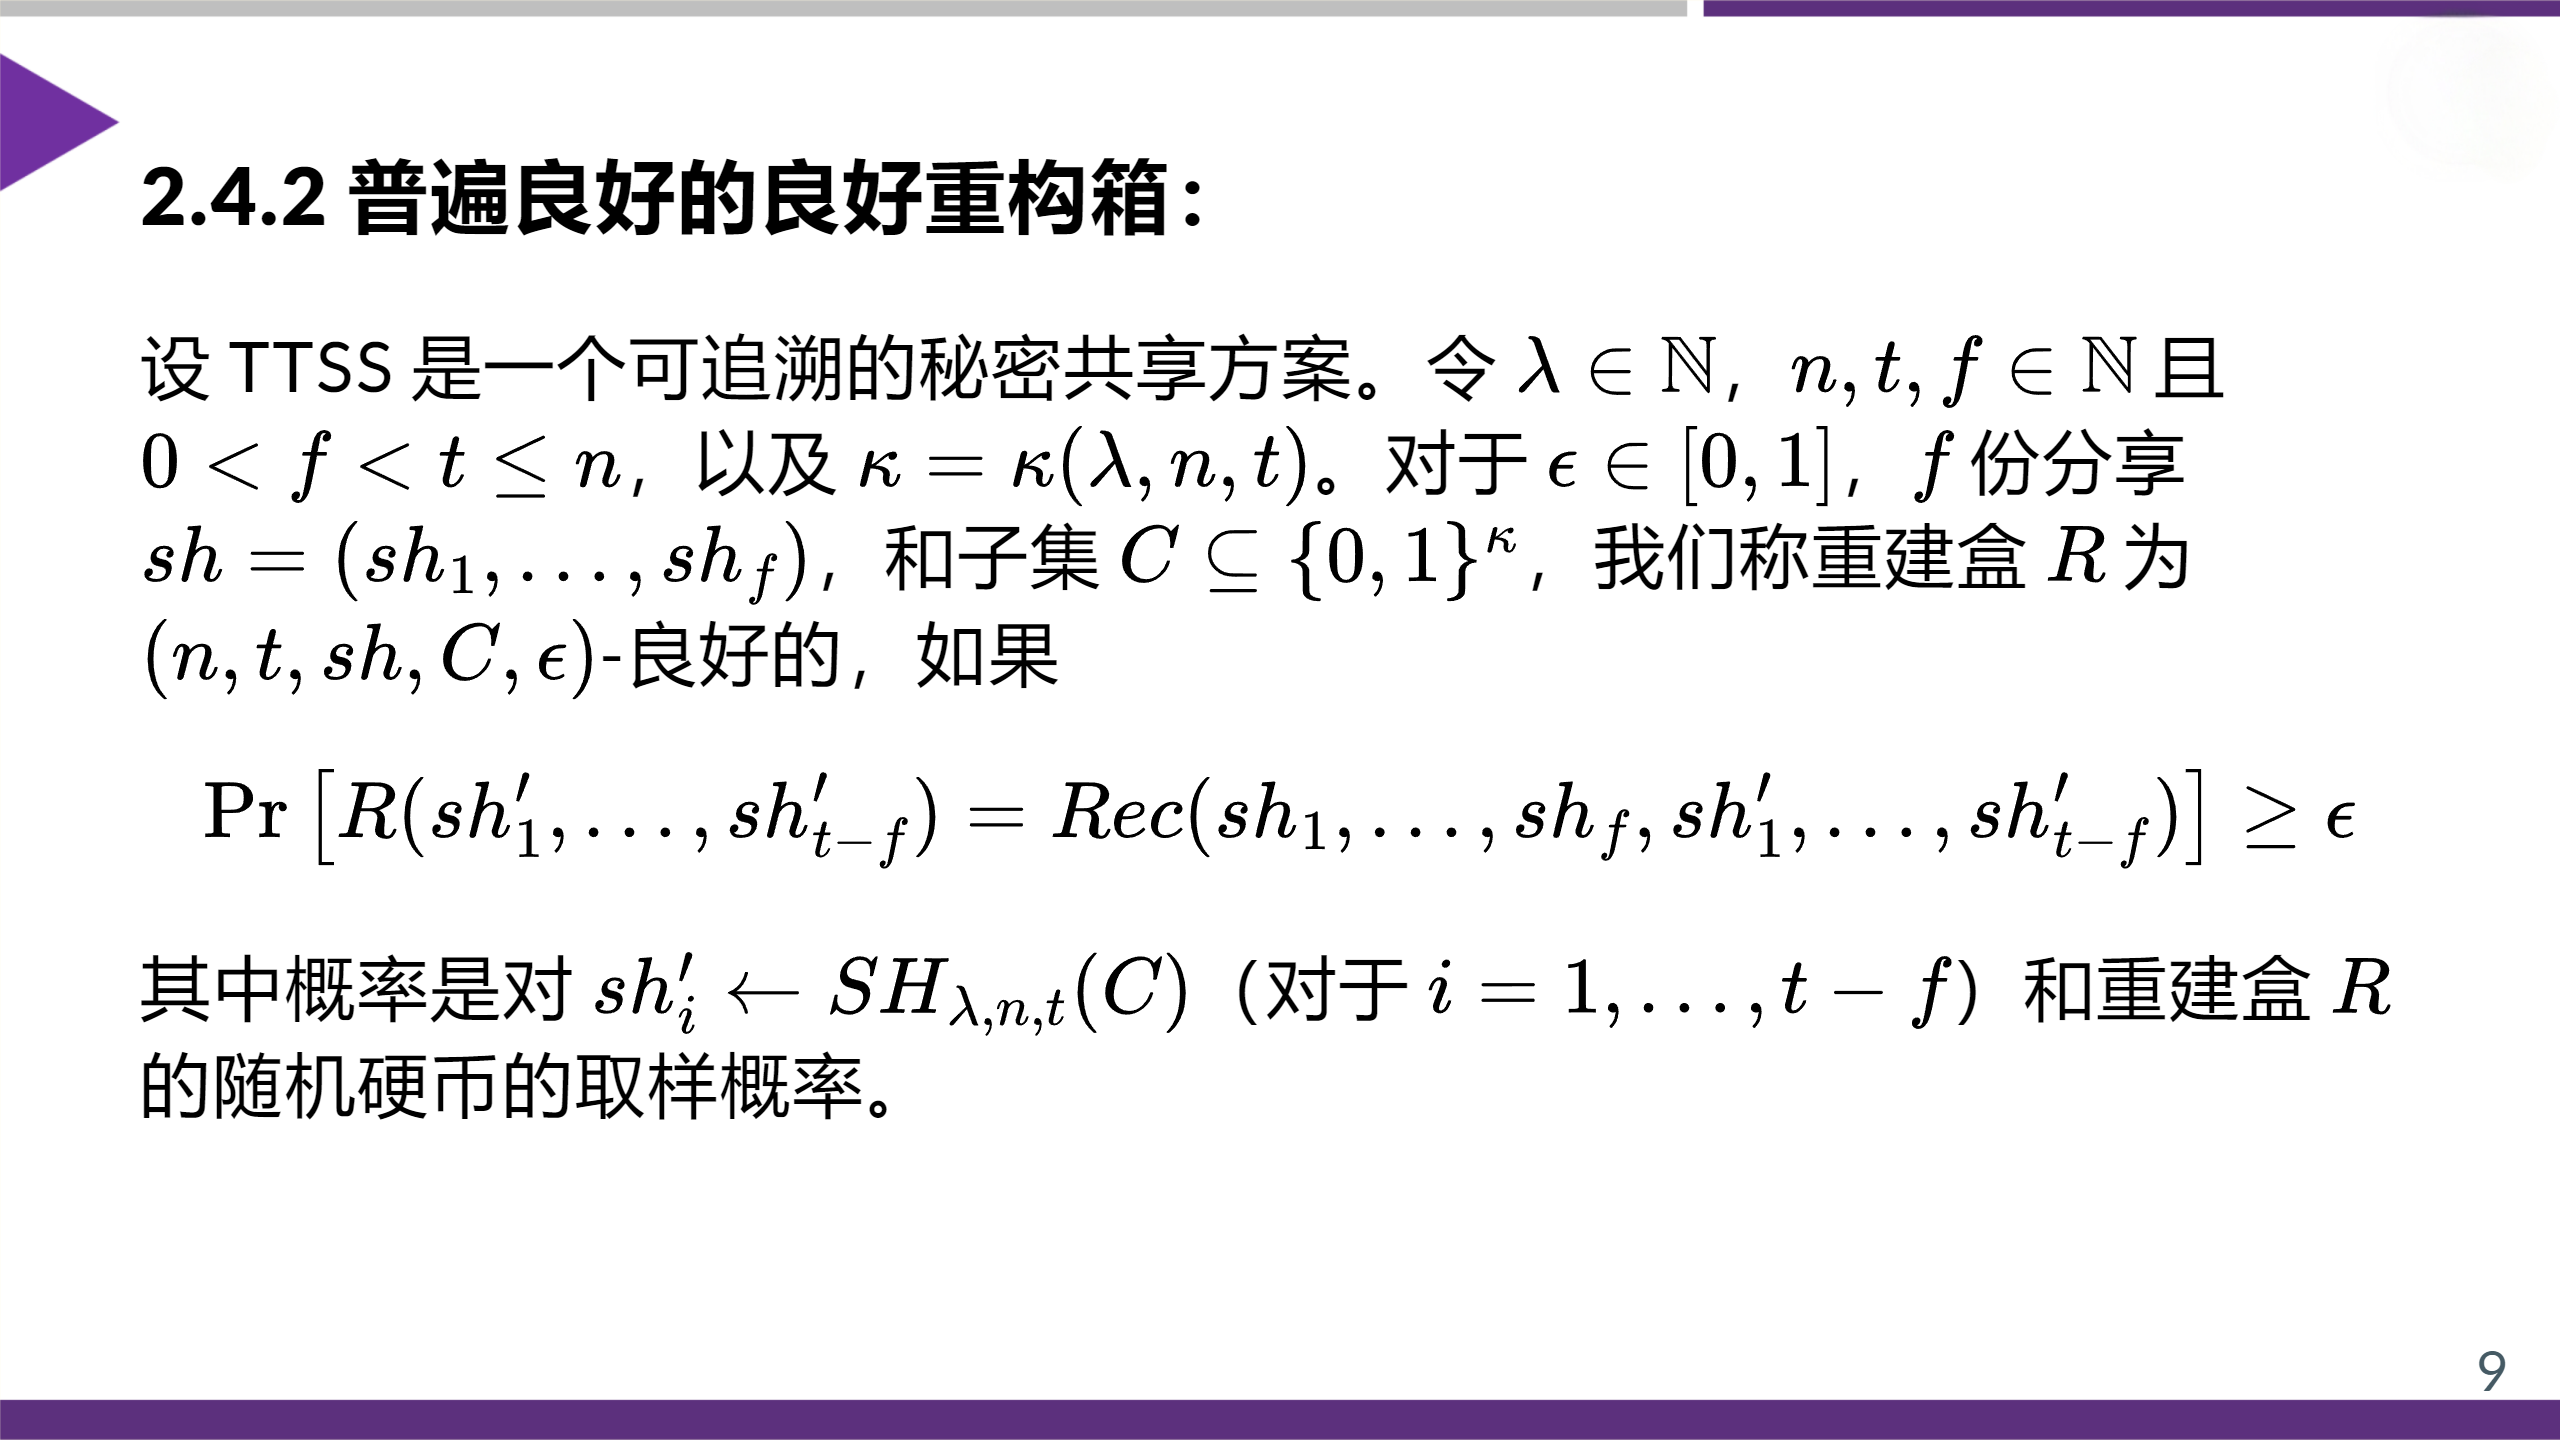 2.4.2 普遍良好的良好重构箱：
设 TTSS 是一个可追溯的秘密共享方案。令 λ ∈ ℕ，n, t, f ∈ ℕ 且
0 < f < t ≤ n，以及 κ = κ(λ, n, t)。对于 ϵ ∈ [0, 1]，f 份分享
sh = (sh₁, . . . , sh_f)，和子集 C ⊆ {0, 1}^κ，我们称重建盒 R 为
(n, t, sh, C, ϵ)-良好的，如果
Pr [R(sh′₁, . . . , sh′_{t−f}) = Rec(sh₁, . . . , sh_f, sh′₁, . . . , sh′_{t−f})] ≥ ϵ
其中概率是对 sh′_i ← SH_{λ,n,t}(C)（对于 i = 1, . . . , t − f）和重建盒 R
的随机硬币的取样概率。
9